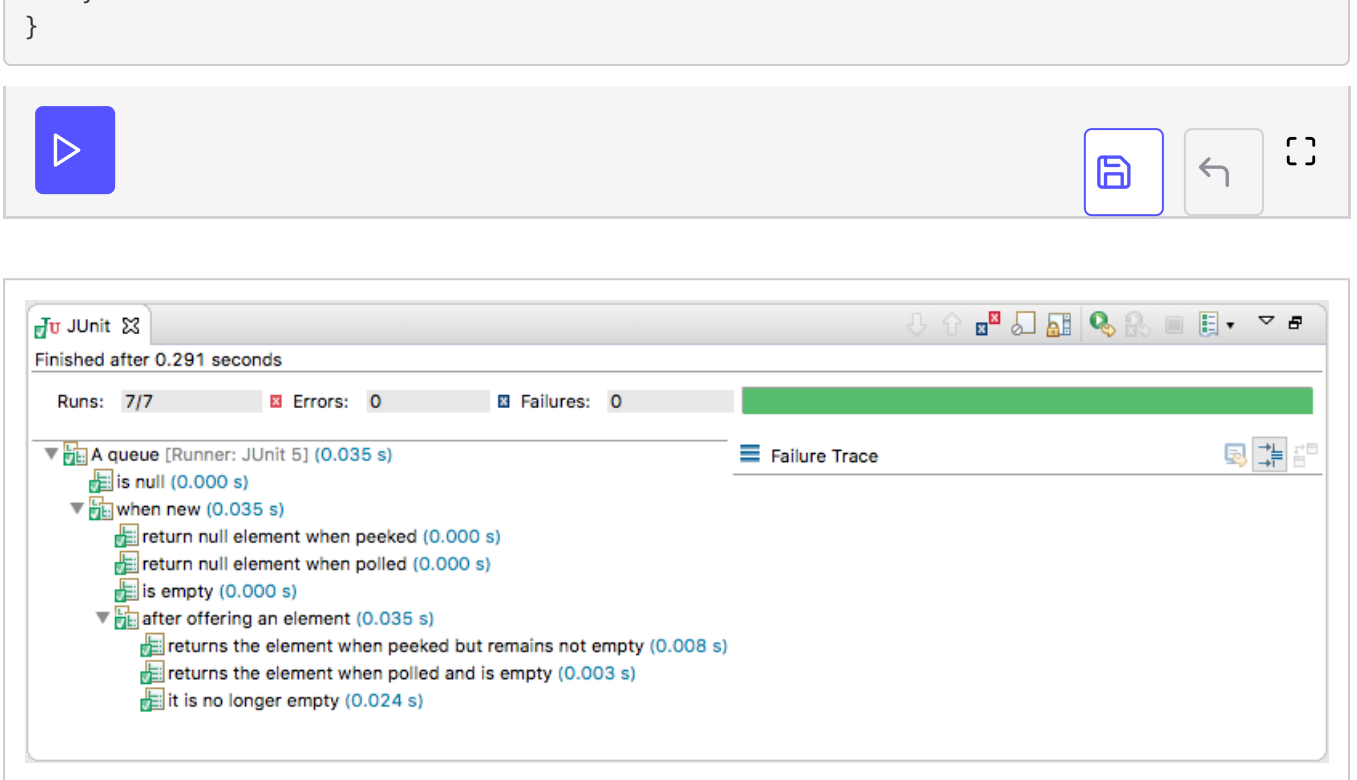 }
JUnit
Finished after 0.291 seconds
Runs: 7/7 Errors: 0 Failures: 0
A queue [Runner: JUnit 5] (0.035 s)
Failure Trace
is null (0.000 s)
when new (0.035 s)
return null element when peeked (0.000 s)
return null element when polled (0.000 s)
is empty (0.000 s)
after offering an element (0.035 s)
returns the element when peeked but remains not empty (0.008 s)
returns the element when polled and is empty (0.003 s)
it is no longer empty (0.024 s)